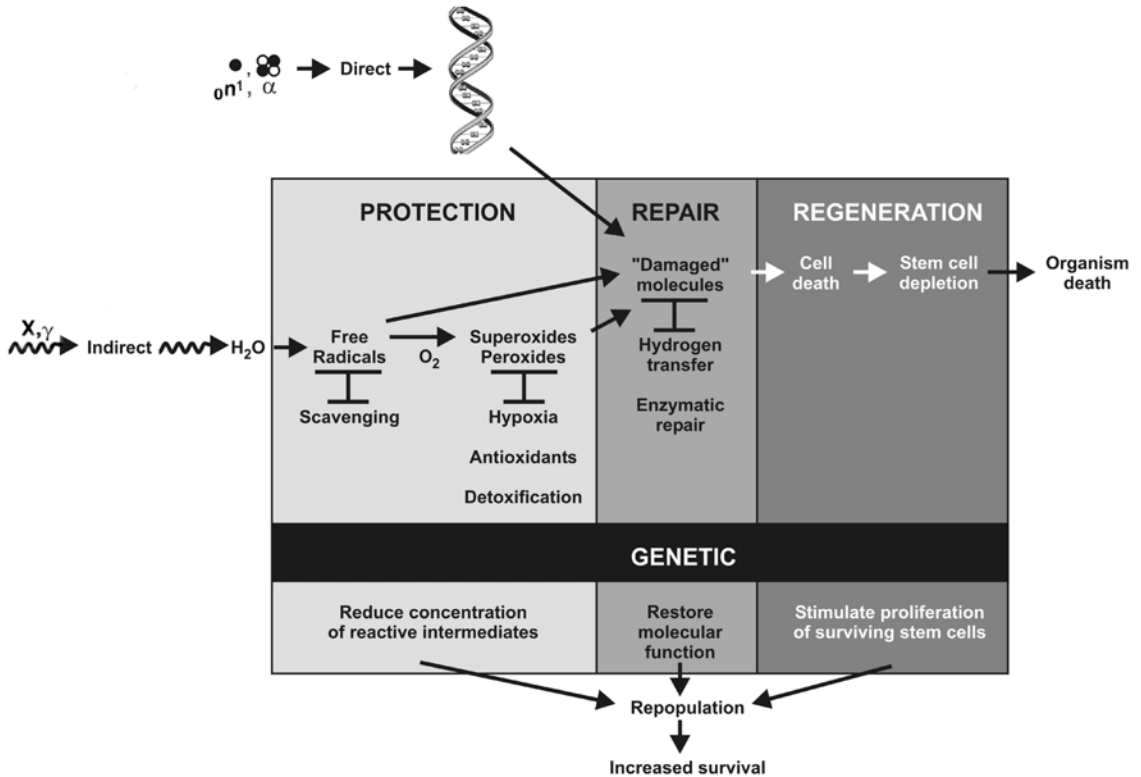 ₀n¹, α
Direct
PROTECTION
REPAIR
REGENERATION
"Damaged"
molecules
Cell
death
Stem cell
depletion
Organism
death
X,γ
Indirect
H₂O
Free
Radicals
O₂
Superoxides
Peroxides
Hydrogen
transfer
Scavenging
Hypoxia
Enzymatic
repair
Antioxidants
Detoxification
GENETIC
Reduce concentration
of reactive intermediates
Restore
molecular
function
Stimulate proliferation
of surviving stem cells
Repopulation
Increased survival